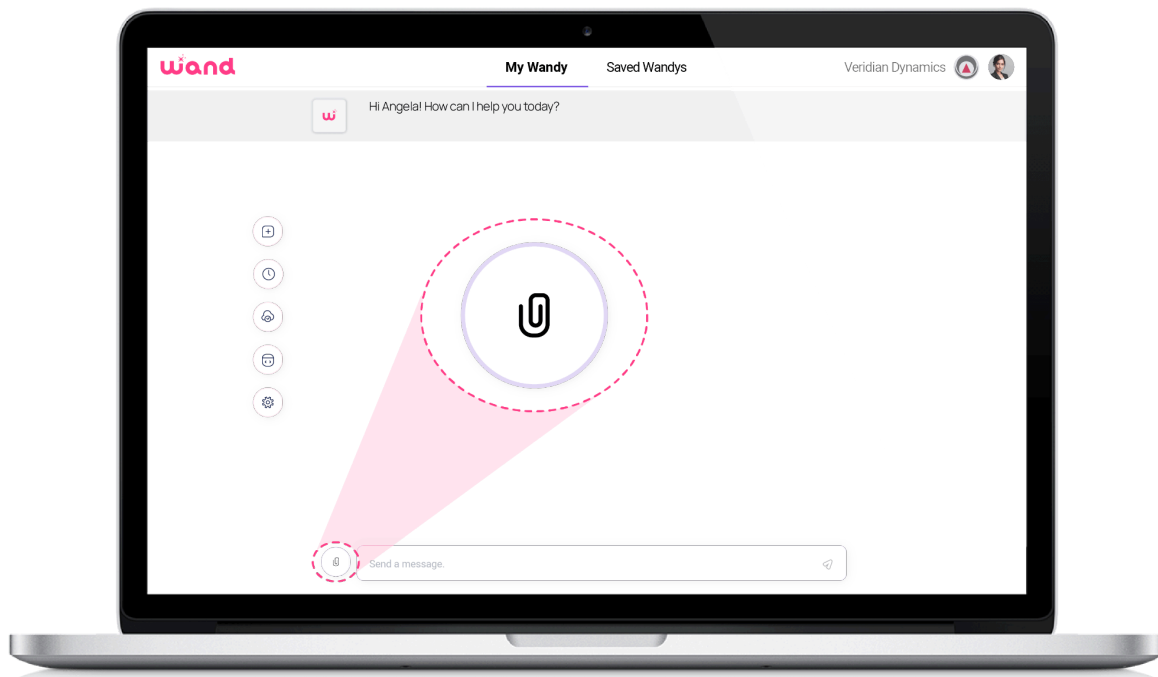 wand
My Wandy
Saved Wandys
Veridian Dynamics
w
Hi Angela! How can I help you today?
Send a message.